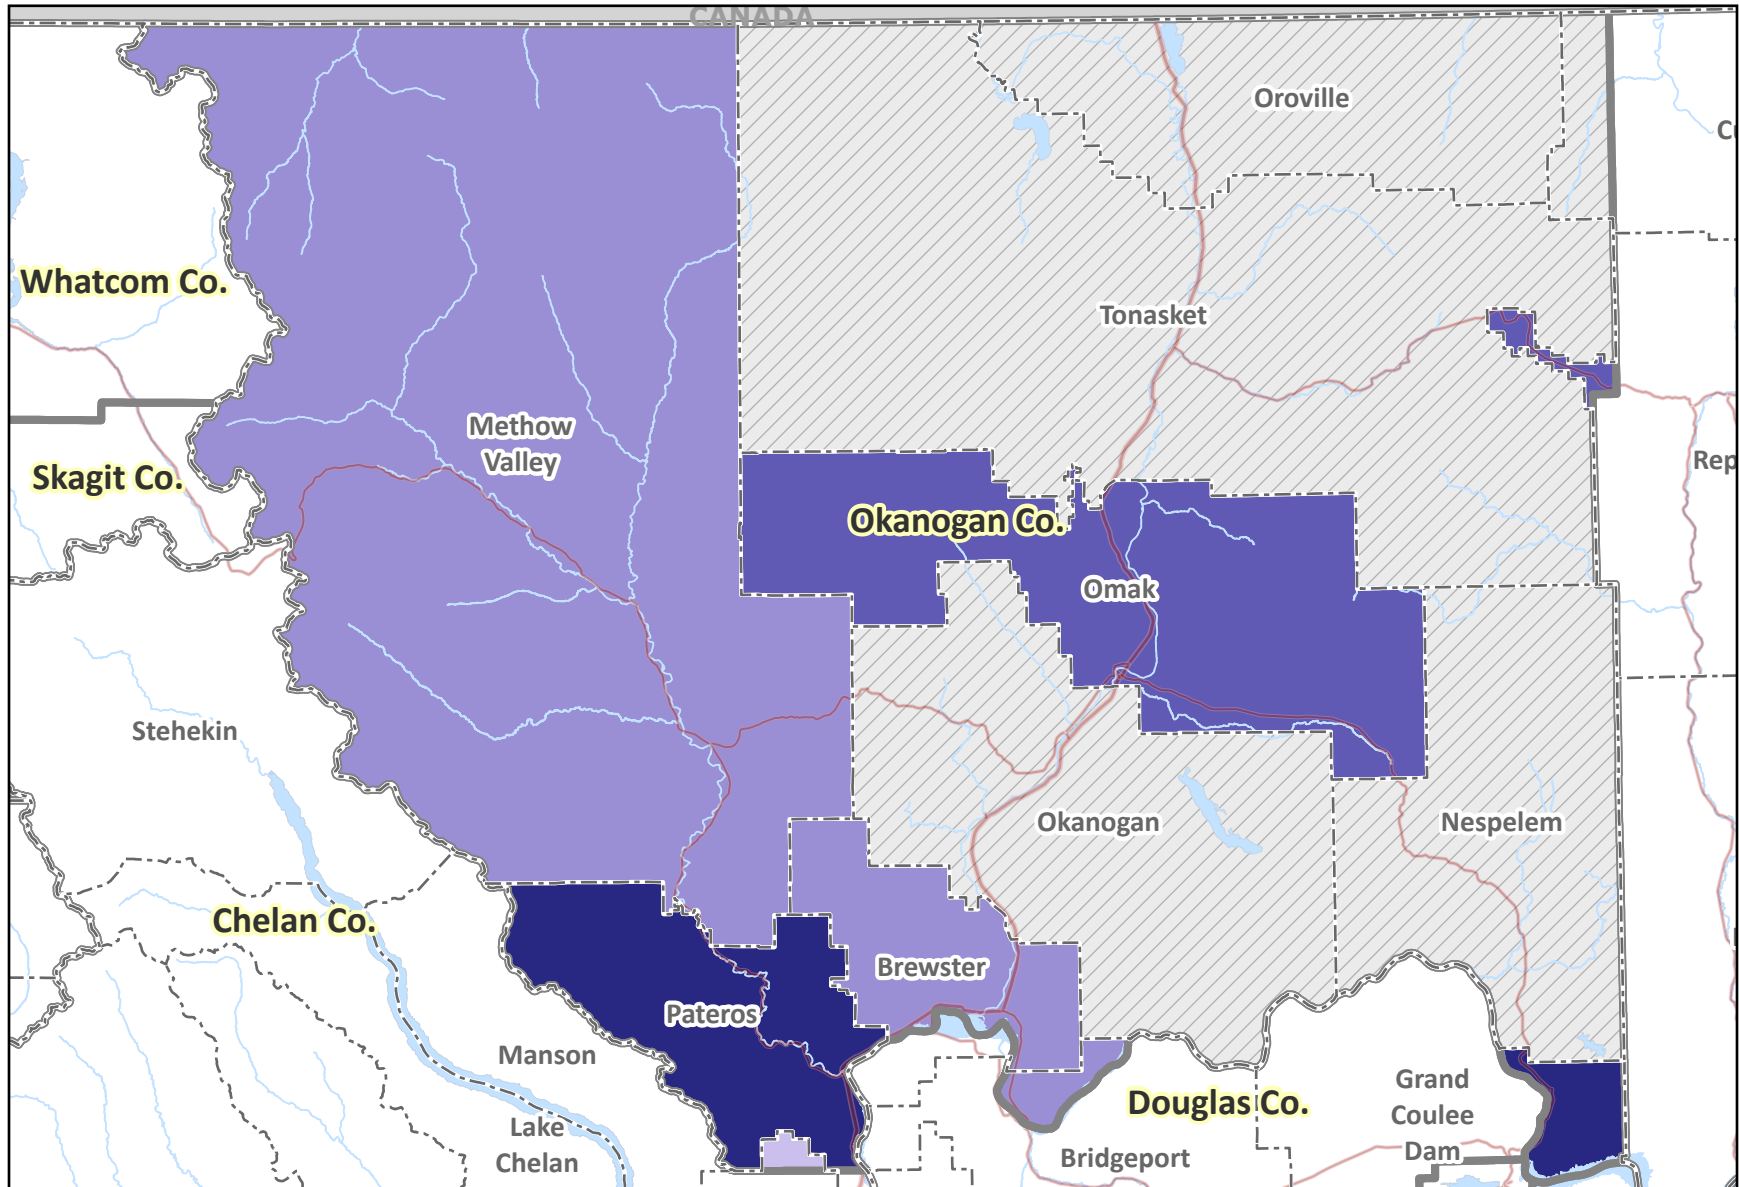 CANADA
Oroville
Whatcom Co.
Tonasket
Methow
Valley
Skagit Co.
Okanogan Co.
Omak
Stehekin
Okanogan
Nespelem
Chelan Co.
Brewster
Pateros
Manson
Grand
Coulee
Dam
Douglas Co.
Lake
Chelan
Bridgeport
Rep